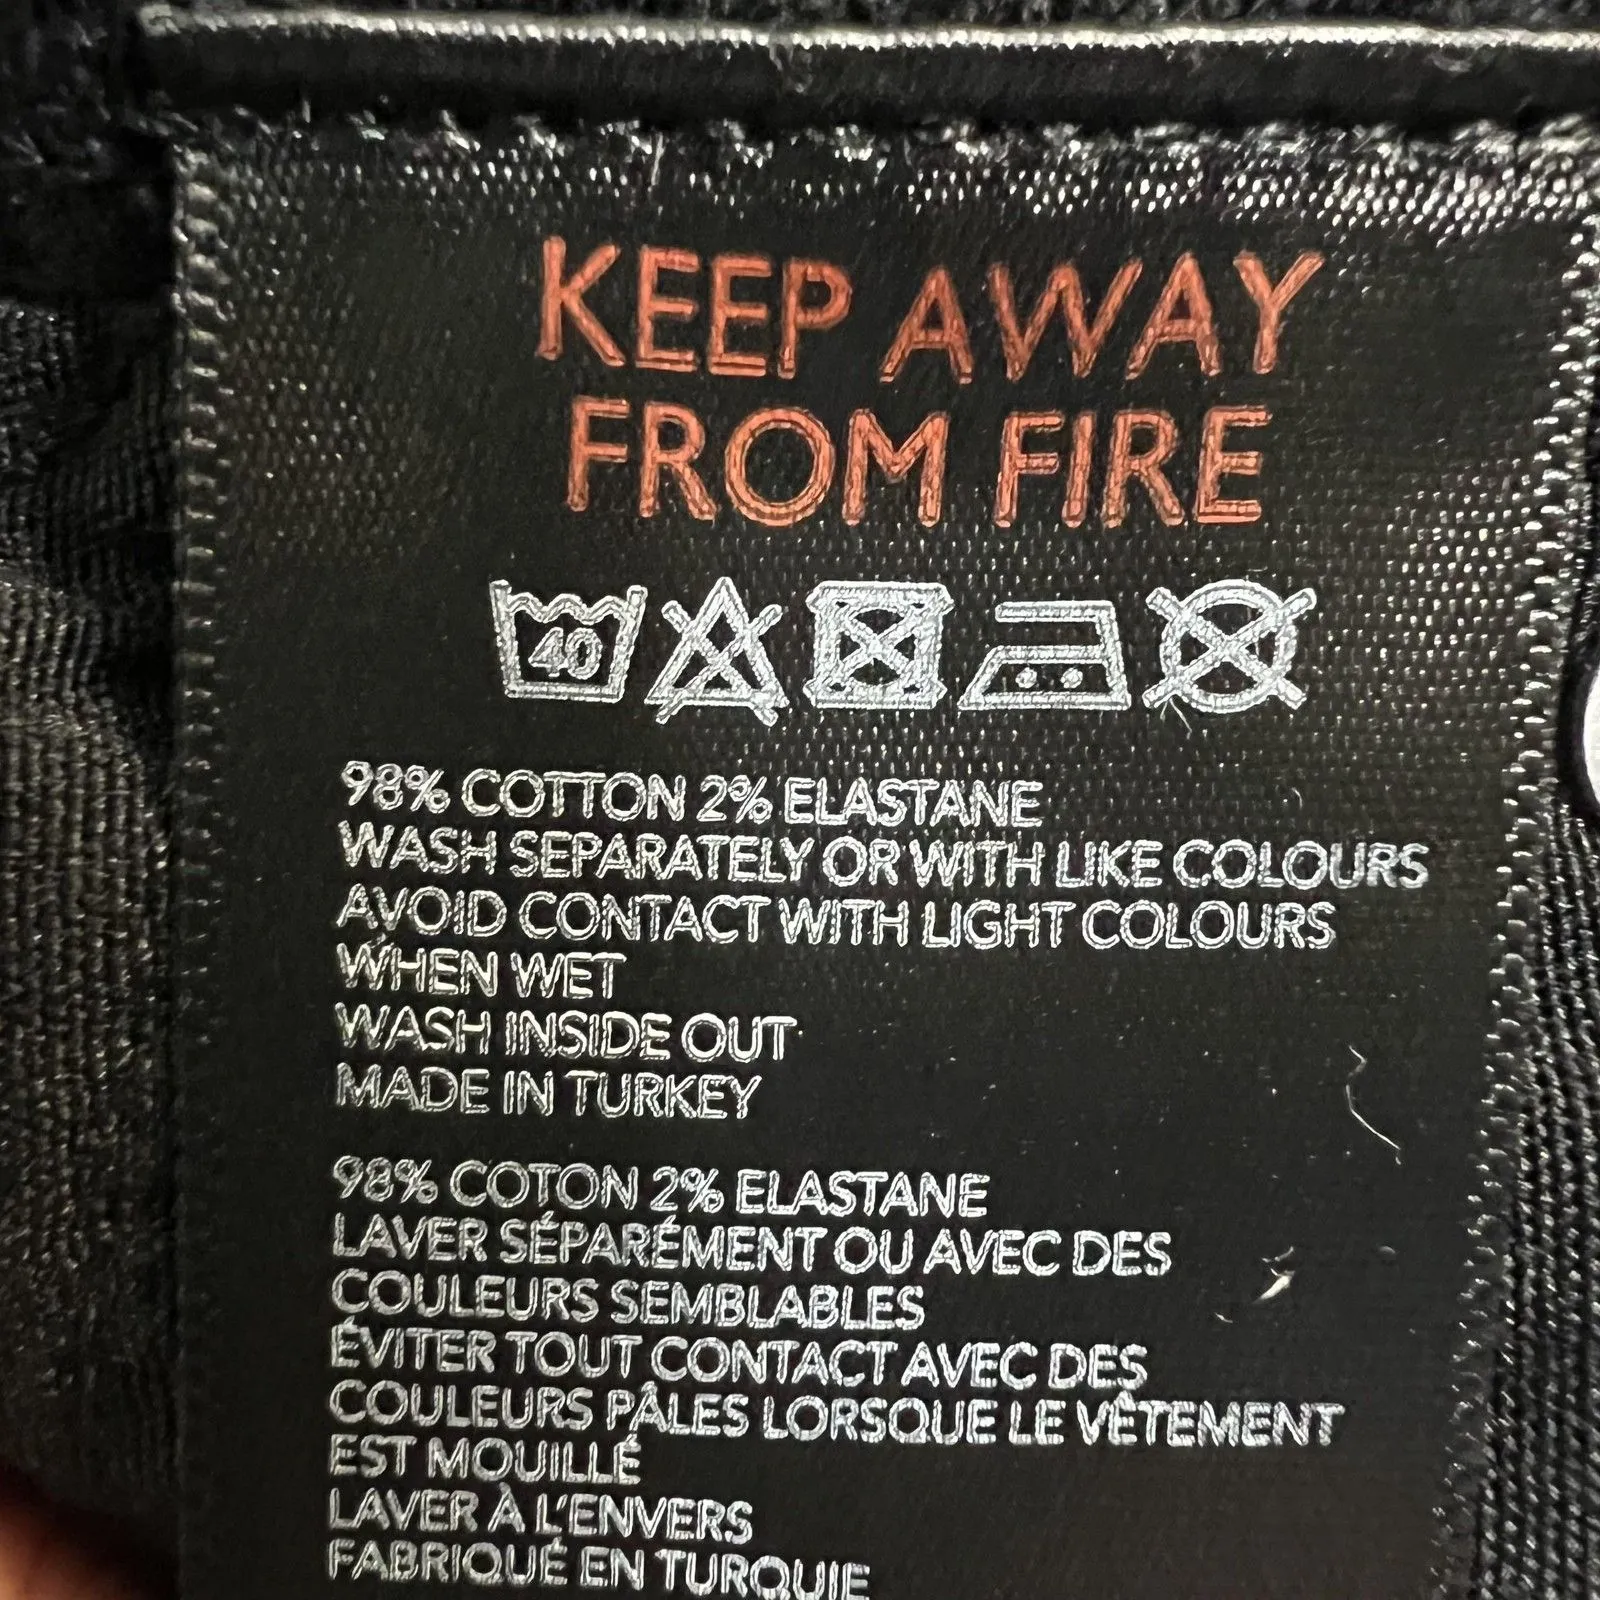 KEEP AWAY
FROM FIRE
40
98% COTTON 2% ELASTANE
WASH SEPARATELY OR WITH LIKE COLOURS
AVOID CONTACT WITH LIGHT COLOURS
WHEN WET
WASH INSIDE OUT
MADE IN TURKEY
98% COTON 2% ELASTANE
LAVER SÉPARÉMENT OU AVEC DES
COULEURS SEMBLABLES
ÉVITER TOUT CONTACT AVEC DES
COULEURS PÂLES LORSQUE LE VÊTEMENT
EST MOUILLÉ
LAVER À L'ENVERS
FABRIQUÉ EN TURQUIE